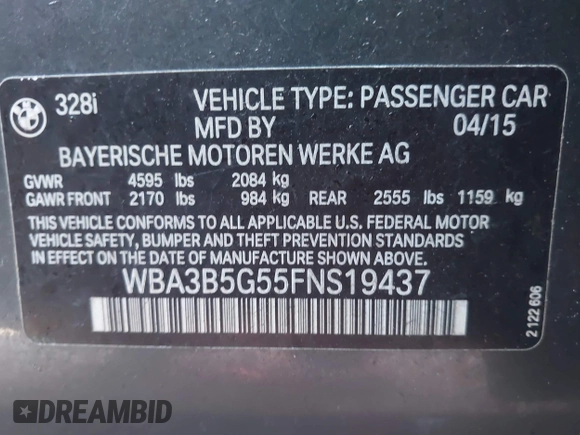 328i VEHICLE TYPE: PASSENGER CAR
MFD BY 04/15
BAYERISCHE MOTOREN WERKE AG
GVWR 4595 lbs 2084 kg
GAWR FRONT 2170 lbs 984 kg REAR 2555 lbs 1159 kg
THIS VEHICLE CONFORMS TO ALL APPLICABLE U.S. FEDERAL MOTOR
VEHICLE SAFETY, BUMPER AND THEFT PREVENTION STANDARDS
IN EFFECT ON THE DATE OF MANUFACTURE SHOWN ABOVE.
WBA3B5G55FNS19437
2 122 606
DREAMBID